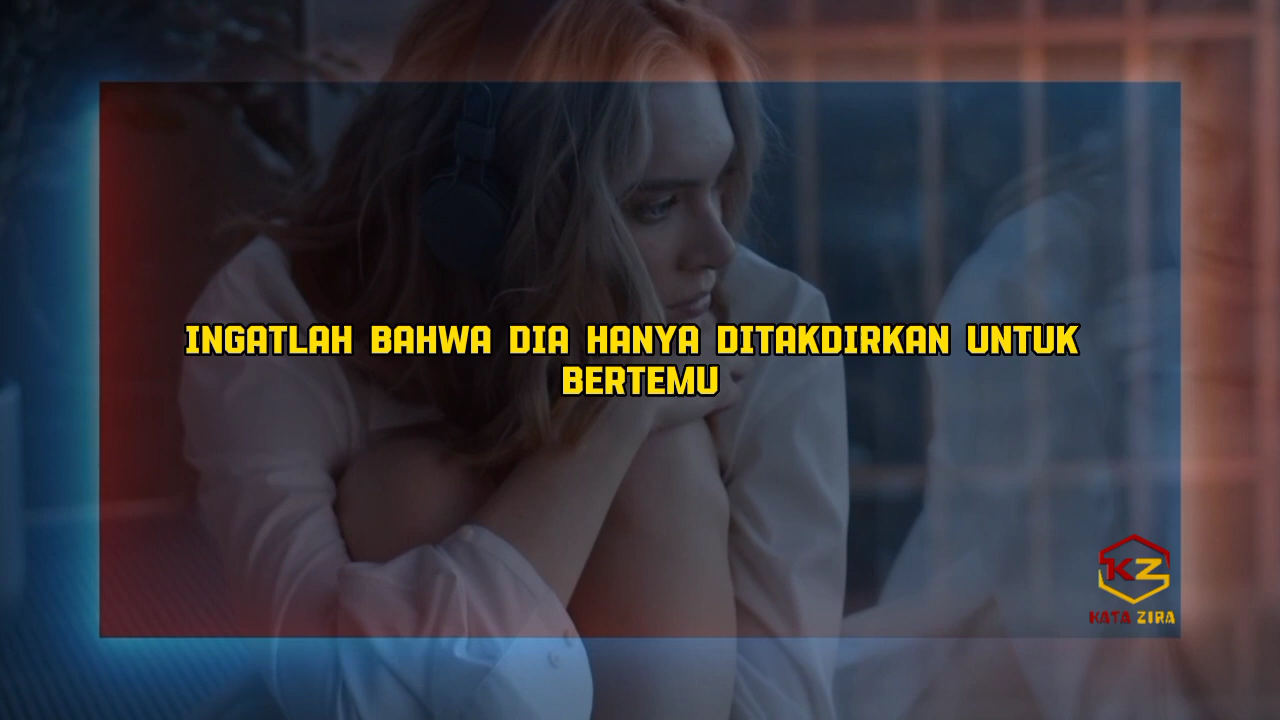 INGATLAH BAHWA DIA HANYA DITAKDIRKAN UNTUK
BERTEMU
KZ
KATA ZIRA